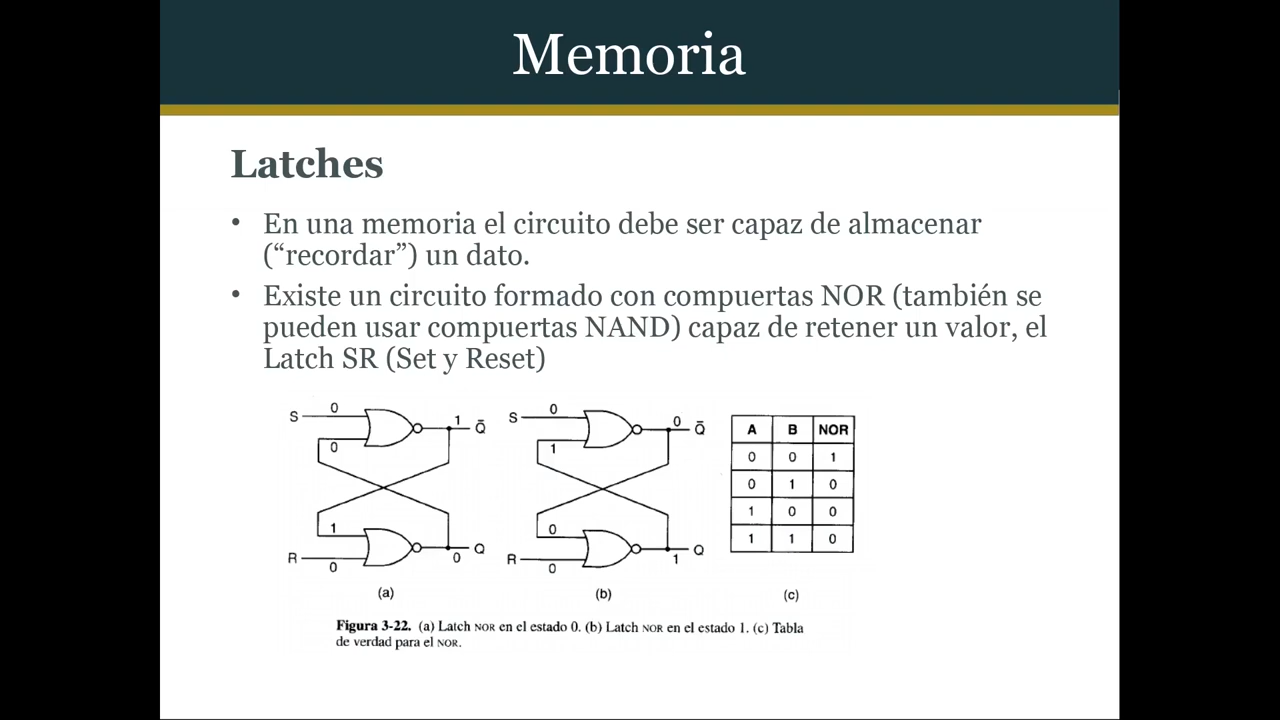 Memoria
Latches
• En una memoria el circuito debe ser capaz de almacenar
(“recordar”) un dato.
• Existe un circuito formado con compuertas NOR (también se
pueden usar compuertas NAND) capaz de retener un valor, el
Latch SR (Set y Reset)
S 0 1 Q̄
0
1
R 0 0 Q
(a)
S 0 0 Q̄
1
0
R 0 1 Q
(b)
A B NOR
0 0 1
0 1 0
1 0 0
1 1 0
(c)
Figura 3-22. (a) Latch NOR en el estado 0. (b) Latch NOR en el estado 1. (c) Tabla
de verdad para el NOR.